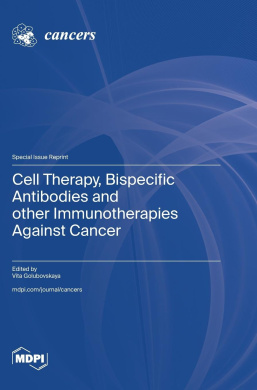 cancers
Special Issue Reprint
Cell Therapy, Bispecific
Antibodies and
other Immunotherapies
Against Cancer
Edited by
Vita Golubovskaya
mdpi.com/journal/cancers
MDPI